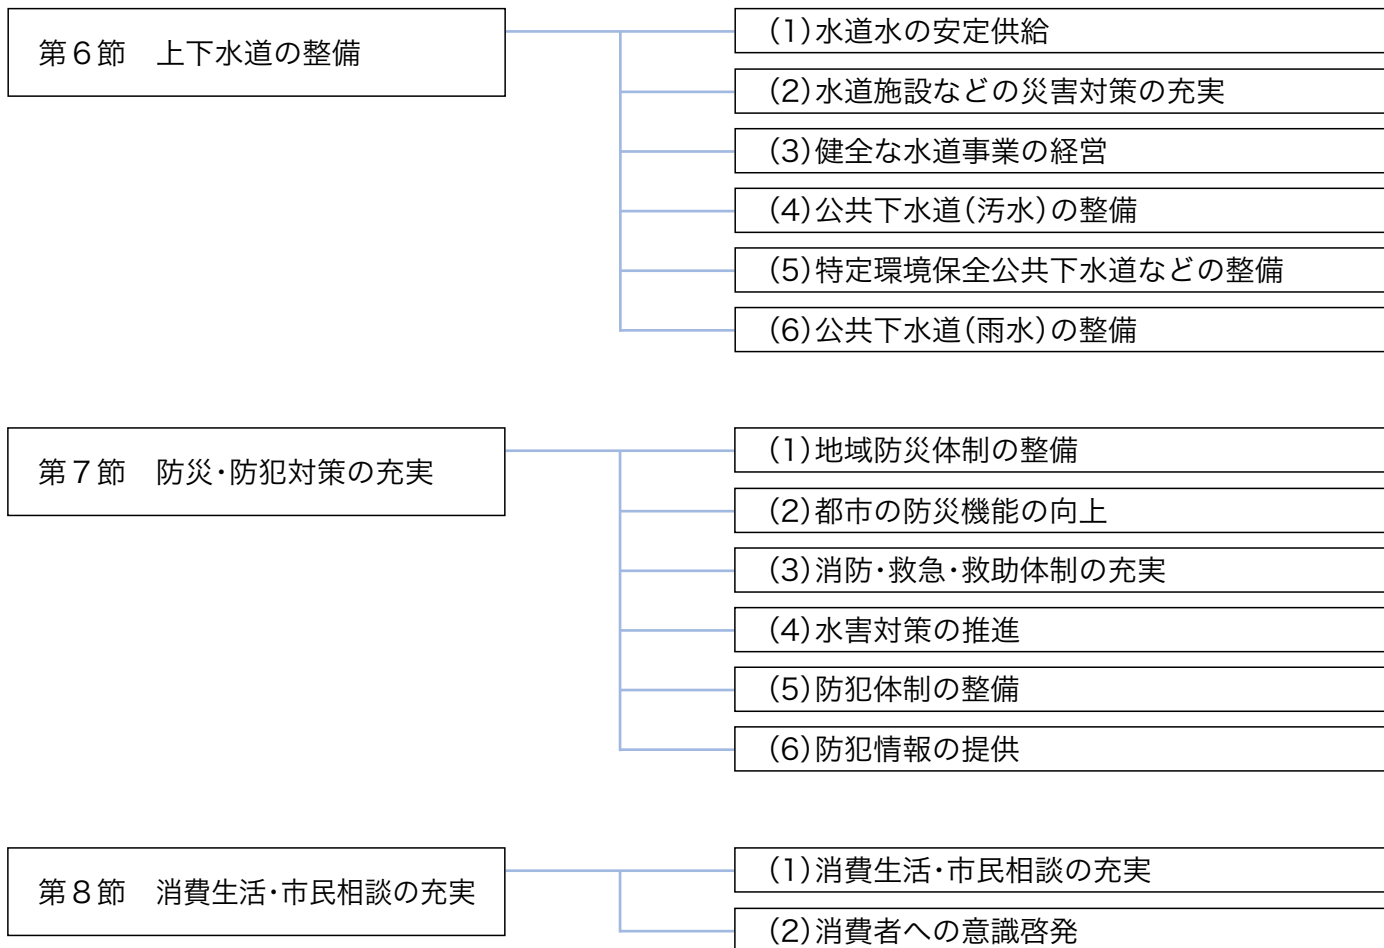 第6節　上下水道の整備
(1)水道水の安定供給
(2)水道施設などの災害対策の充実
(3)健全な水道事業の経営
(4)公共下水道(汚水)の整備
(5)特定環境保全公共下水道などの整備
(6)公共下水道(雨水)の整備
第7節　防災・防犯対策の充実
(1)地域防災体制の整備
(2)都市の防災機能の向上
(3)消防・救急・救助体制の充実
(4)水害対策の推進
(5)防犯体制の整備
(6)防犯情報の提供
第8節　消費生活・市民相談の充実
(1)消費生活・市民相談の充実
(2)消費者への意識啓発